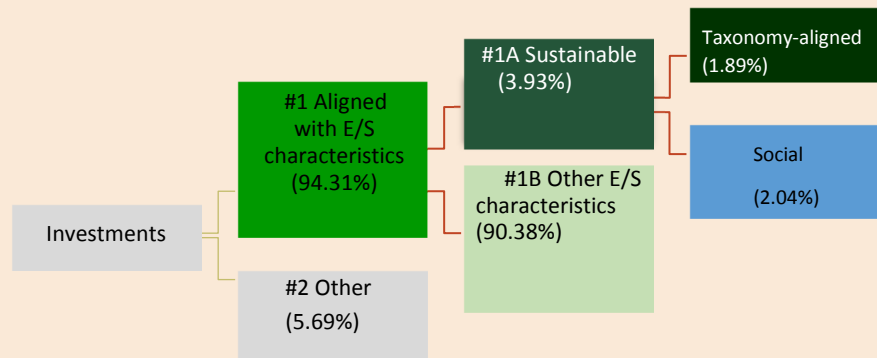 Investments
#1 Aligned
with E/S
characteristics
(94.31%)
#2 Other
(5.69%)
#1A Sustainable
(3.93%)
#1B Other E/S
characteristics
(90.38%)
Taxonomy-aligned
(1.89%)
Social
(2.04%)